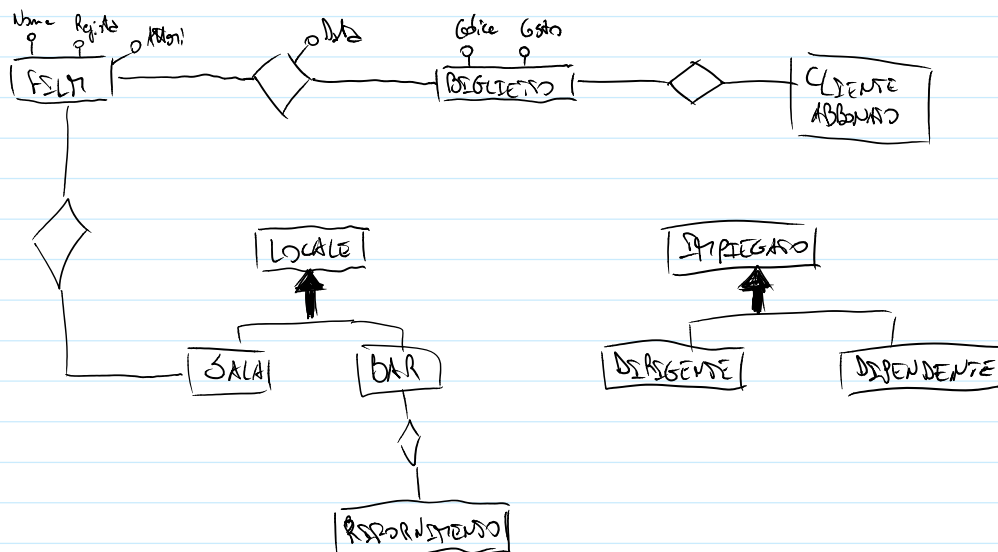 Nome
Regista
Attori
Data
Codice
Costo
FILM
BIGLIETTO
CLIENTE
ABBONATO
LOCALE
IMPIEGATO
SALA
BAR
DIRIGENTE
DIPENDENTE
RIFORNIMENTO